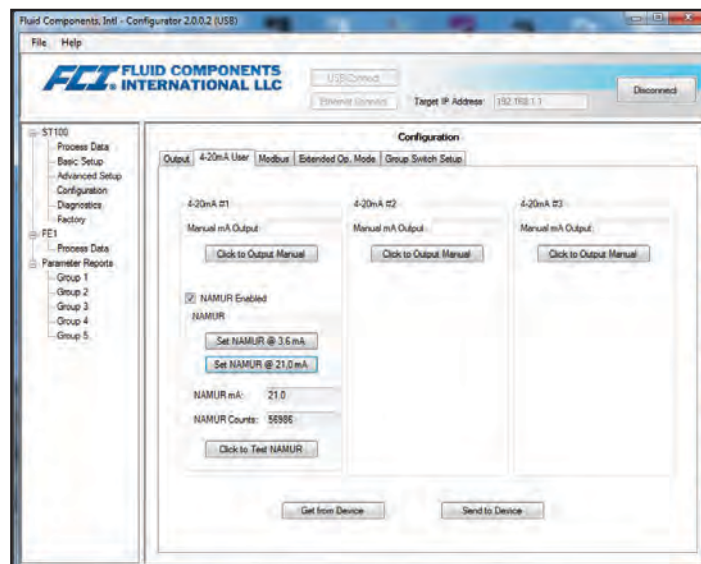 Fluid Components, Intl - Configurator 2.0.0.2 (USB)
File Help
FCI. FLUID COMPONENTS
INTERNATIONAL LLC
USB Connect
Ethernet Connect Target IP Address: 192.168.1.1
Disconnect
ST100
Process Data
Basic Setup
Advanced Setup
Configuration
Diagnostics
Factory
FE1
Process Data
Parameter Reports
Group 1
Group 2
Group 3
Group 4
Group 5
Configuration
Output 4-20mA User Modbus Extended Op. Mode Group Switch Setup
4-20mA #1
Manual mA Output:
Click to Output Manual
NAMUR Enabled
NAMUR
Set NAMUR @ 3.6 mA
Set NAMUR @ 21.0 mA
NAMUR mA: 21.0
NAMUR Counts: 56986
Click to Test NAMUR
4-20mA #2
Manual mA Output:
Click to Output Manual
4-20mA #3
Manual mA Output:
Click to Output Manual
Get from Device Send to Device